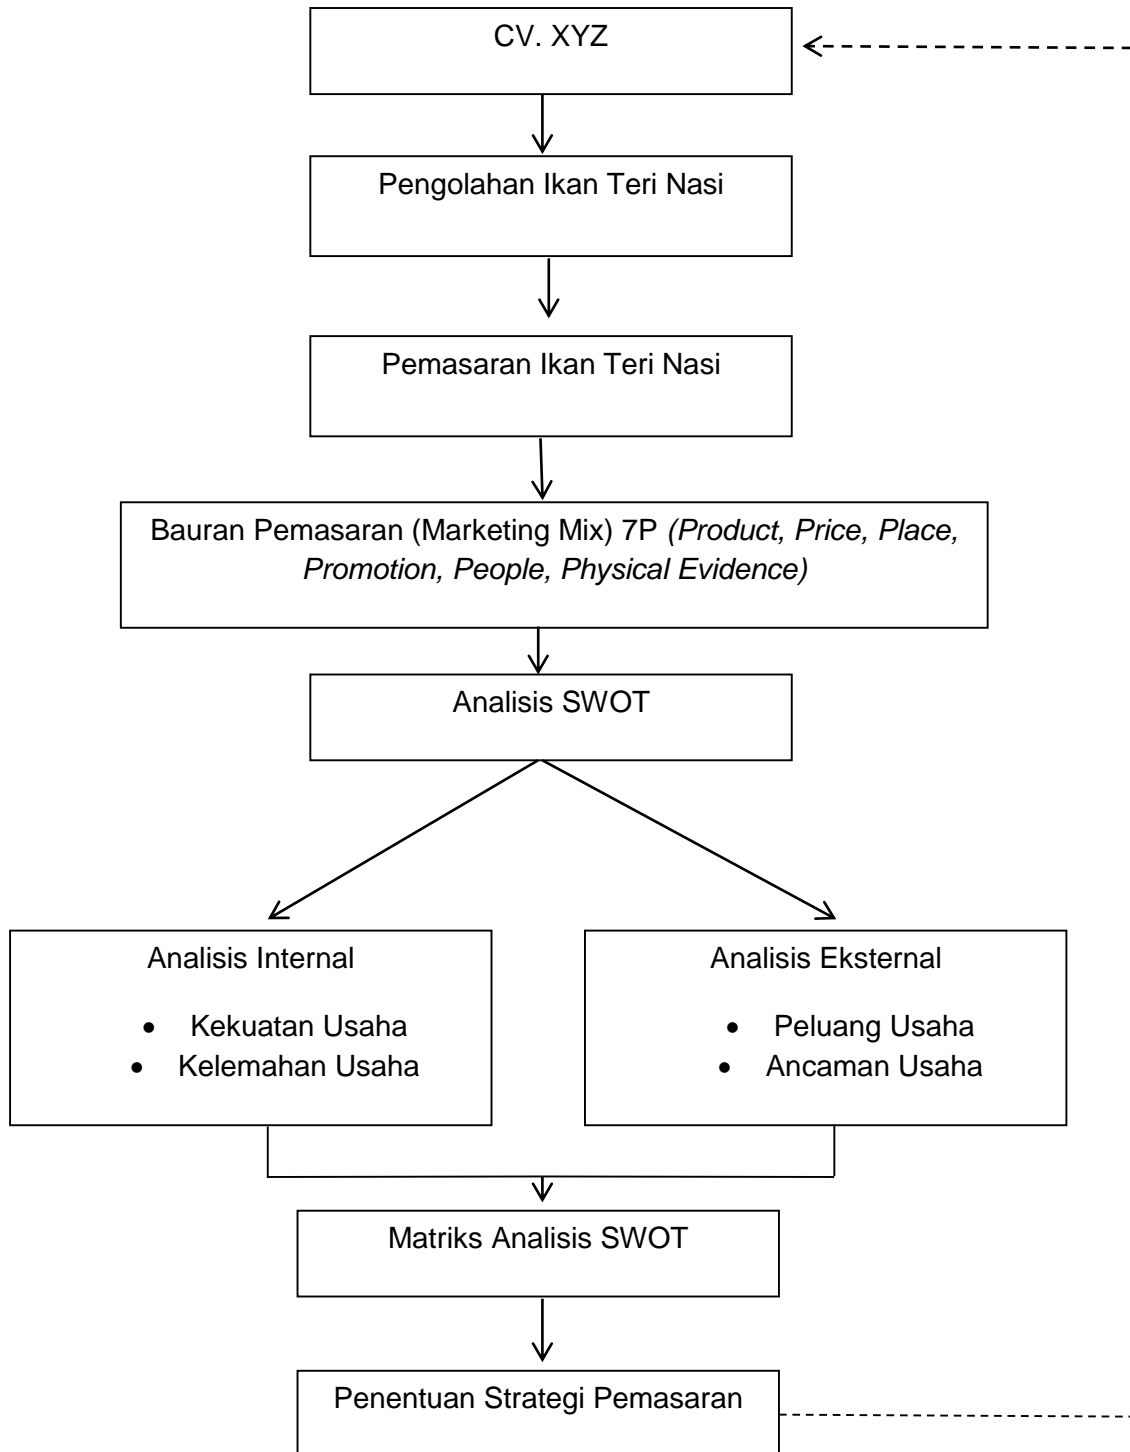 CV. XYZ
Pengolahan Ikan Teri Nasi
Pemasaran Ikan Teri Nasi
Bauran Pemasaran (Marketing Mix) 7P (Product, Price, Place,
Promotion, People, Physical Evidence)
Analisis SWOT
Analisis Internal
• Kekuatan Usaha
• Kelemahan Usaha
Analisis Eksternal
• Peluang Usaha
• Ancaman Usaha
Matriks Analisis SWOT
Penentuan Strategi Pemasaran